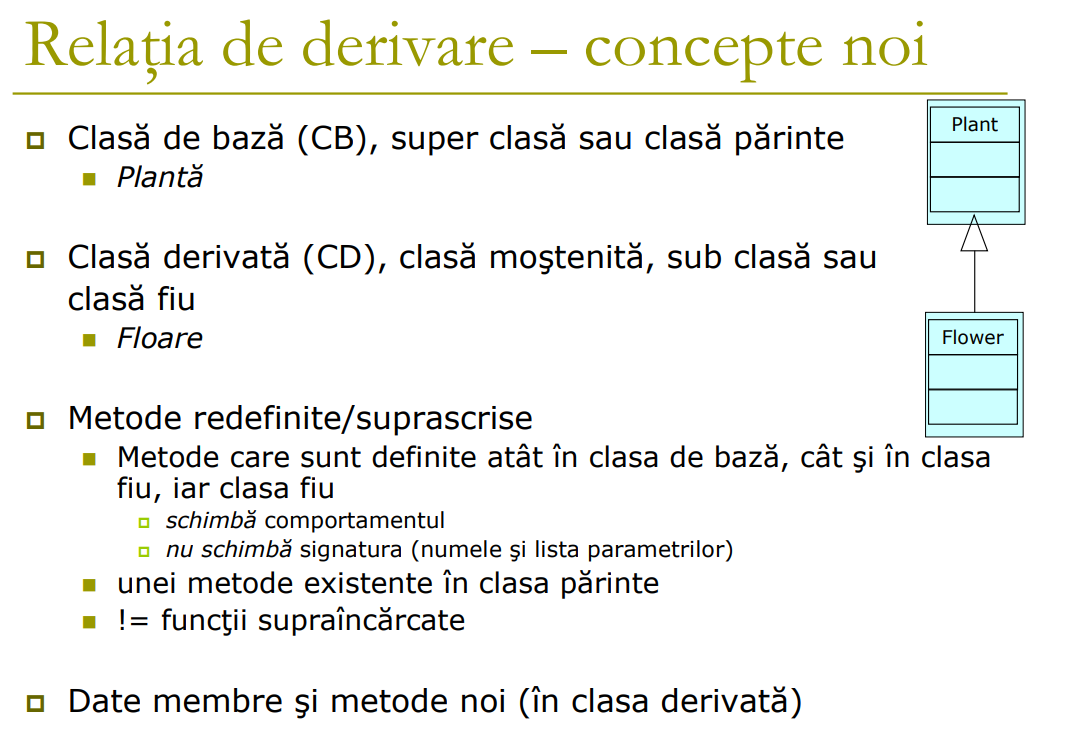 Relația de derivare – concepte noi
Clasă de bază (CB), super clasă sau clasă părinte
Plantă
Clasă derivată (CD), clasă moştenită, sub clasă sau
clasă fiu
Floare
Metode redefinite/suprascrise
Metode care sunt definite atât în clasa de bază, cât şi în clasa
fiu, iar clasa fiu
schimbă comportamentul
nu schimbă signatura (numele şi lista parametrilor)
unei metode existente în clasa părinte
!= funcţii supraîncărcate
Date membre şi metode noi (în clasa derivată)
Plant
Flower